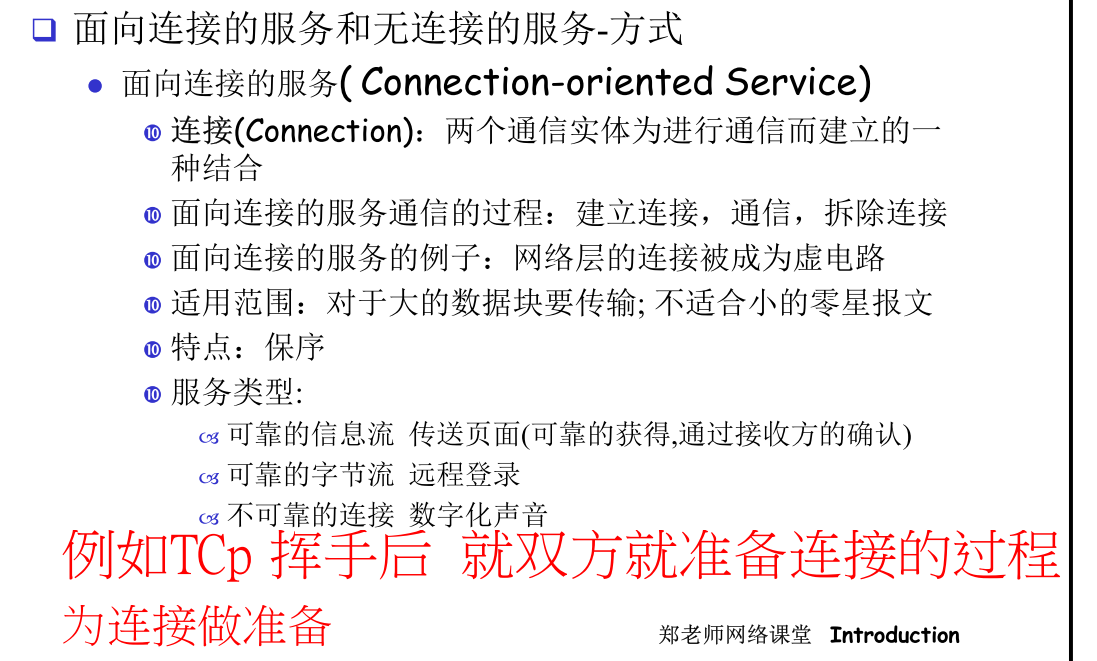 面向连接的服务和无连接的服务-方式
面向连接的服务( Connection-oriented Service)
连接(Connection)：两个通信实体为进行通信而建立的一
种结合
面向连接的服务通信的过程：建立连接，通信，拆除连接
面向连接的服务的例子：网络层的连接被成为虚电路
适用范围：对于大的数据块要传输; 不适合小的零星报文
特点：保序
服务类型:
可靠的信息流 传送页面(可靠的获得,通过接收方的确认)
可靠的字节流 远程登录
不可靠的连接 数字化声音
例如TCp 挥手后 就双方就准备连接的过程
为连接做准备
郑老师网络课堂 Introduction